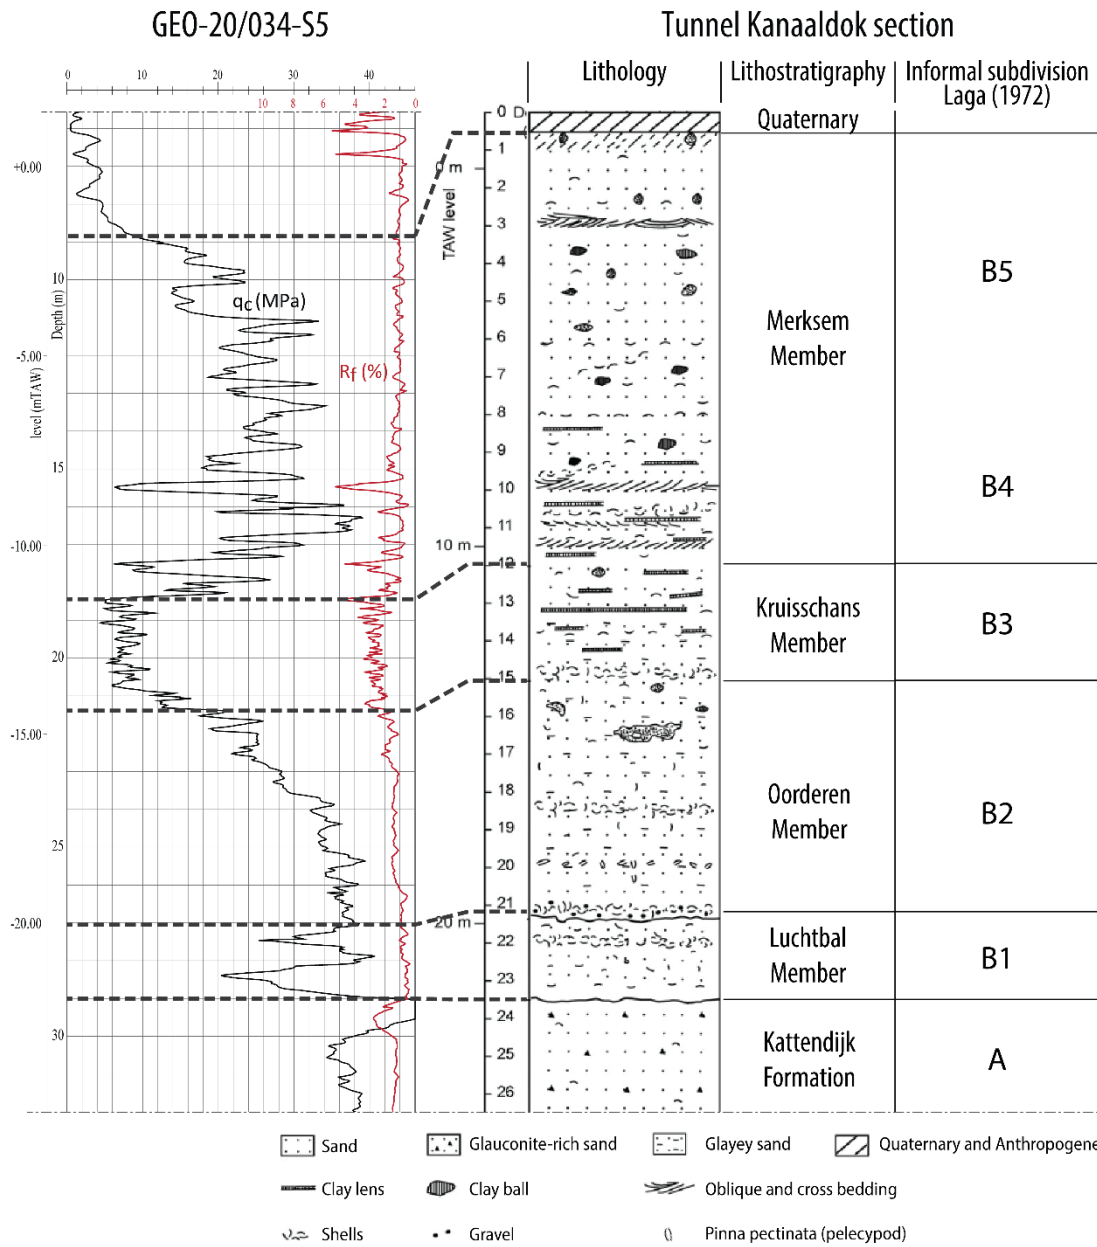 GEO-20/034-S5
Tunnel Kanaaldok section
Lithology
Lithostratigraphy
Informal subdivision
Laga (1972)
0 10 20 30 40
10 8 6 4 2 0
Quaternary
+0.00
10
Depth (m)
-5.00
level (mTAW)
15
-10.00
20
-15.00
25
-20.00
30
qc (MPa)
Rf (%)
0 m
TAW level
10 m
20 m
0 D
1
2
3
4
5
6
7
8
9
10
11
12
13
14
15
16
17
18
19
20
21
22
23
24
25
26
Merksem
Member
B5
B4
Kruisschans
Member
B3
Oorderen
Member
B2
Luchtbal
Member
B1
Kattendijk
Formation
A
Sand
Glauconite-rich sand
Glayey sand
Quaternary and Anthropogene
Clay lens
Clay ball
Oblique and cross bedding
Shells
Gravel
Pinna pectinata (pelecypod)